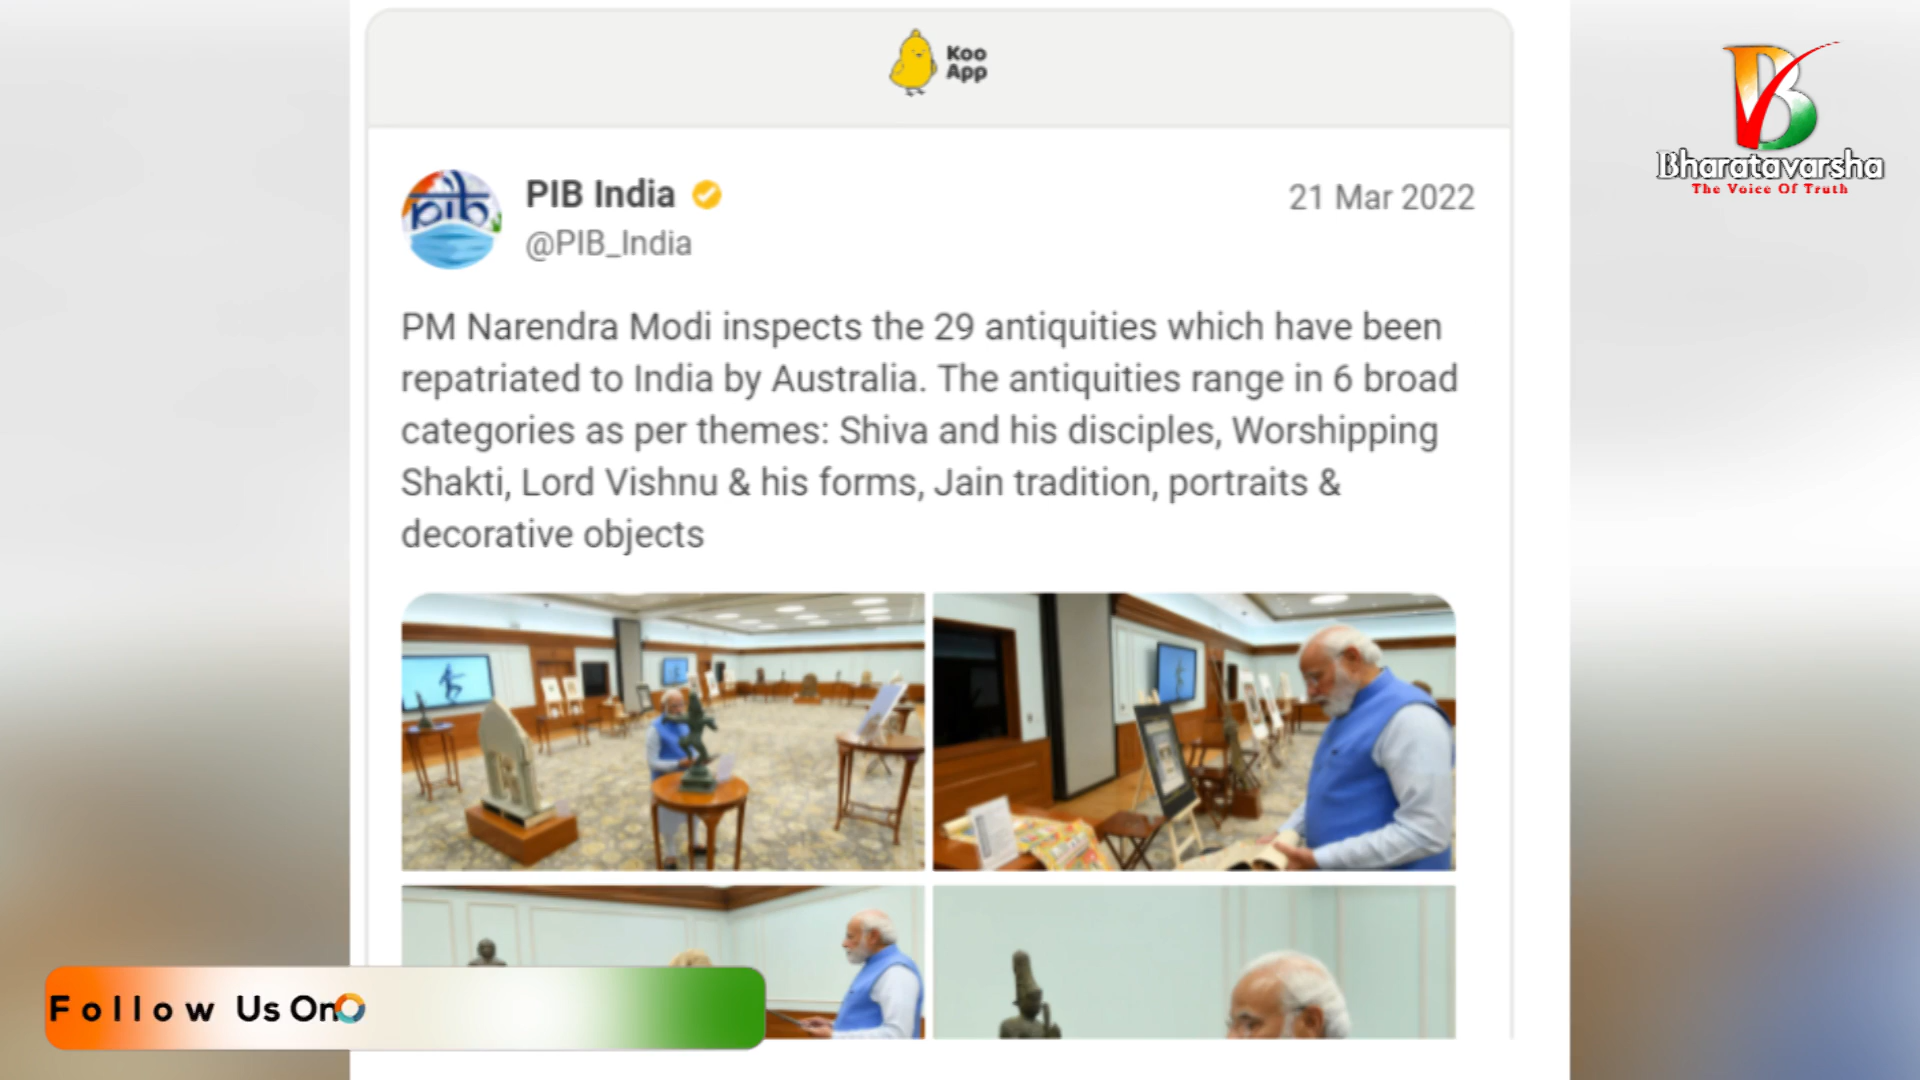 Koo
App
Bharatavarsha
The Voice Of Truth
pib
PIB India
21 Mar 2022
@PIB_India
PM Narendra Modi inspects the 29 antiquities which have been
repatriated to India by Australia. The antiquities range in 6 broad
categories as per themes: Shiva and his disciples, Worshipping
Shakti, Lord Vishnu & his forms, Jain tradition, portraits &
decorative objects
Follow Us On